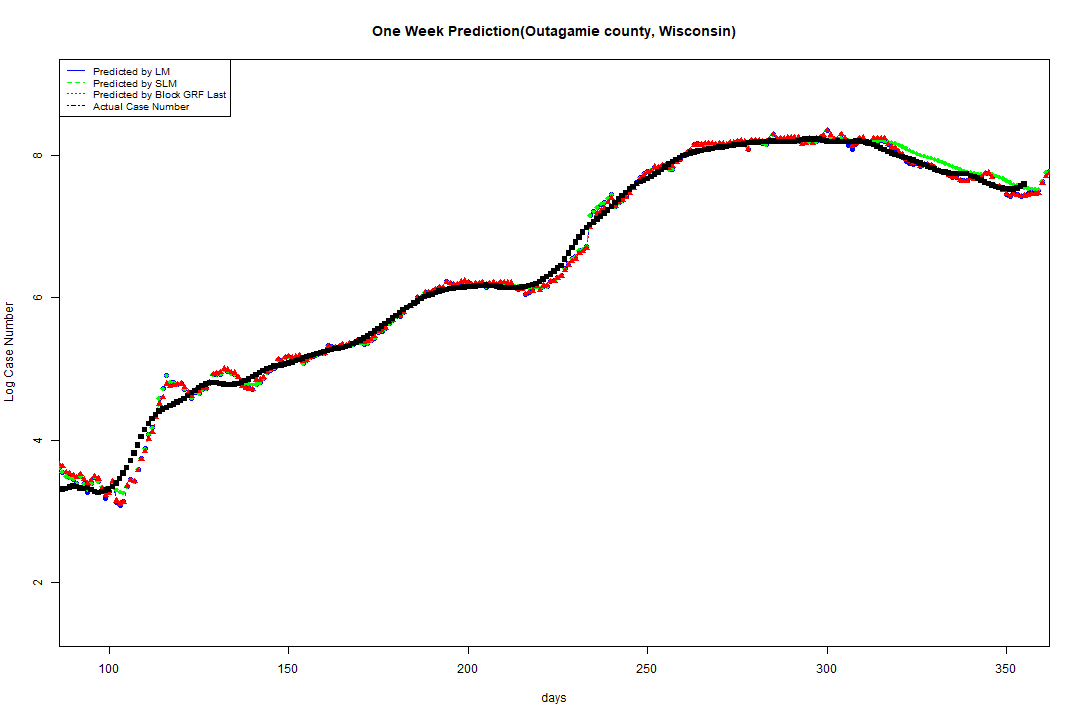 One Week Prediction(Outagamie county, Wisconsin)
Predicted by LM
Predicted by SLM
Predicted by Block GRF Last
Actual Case Number
8
6
4
2
Log Case Number
100 150 200 250 300 350
days